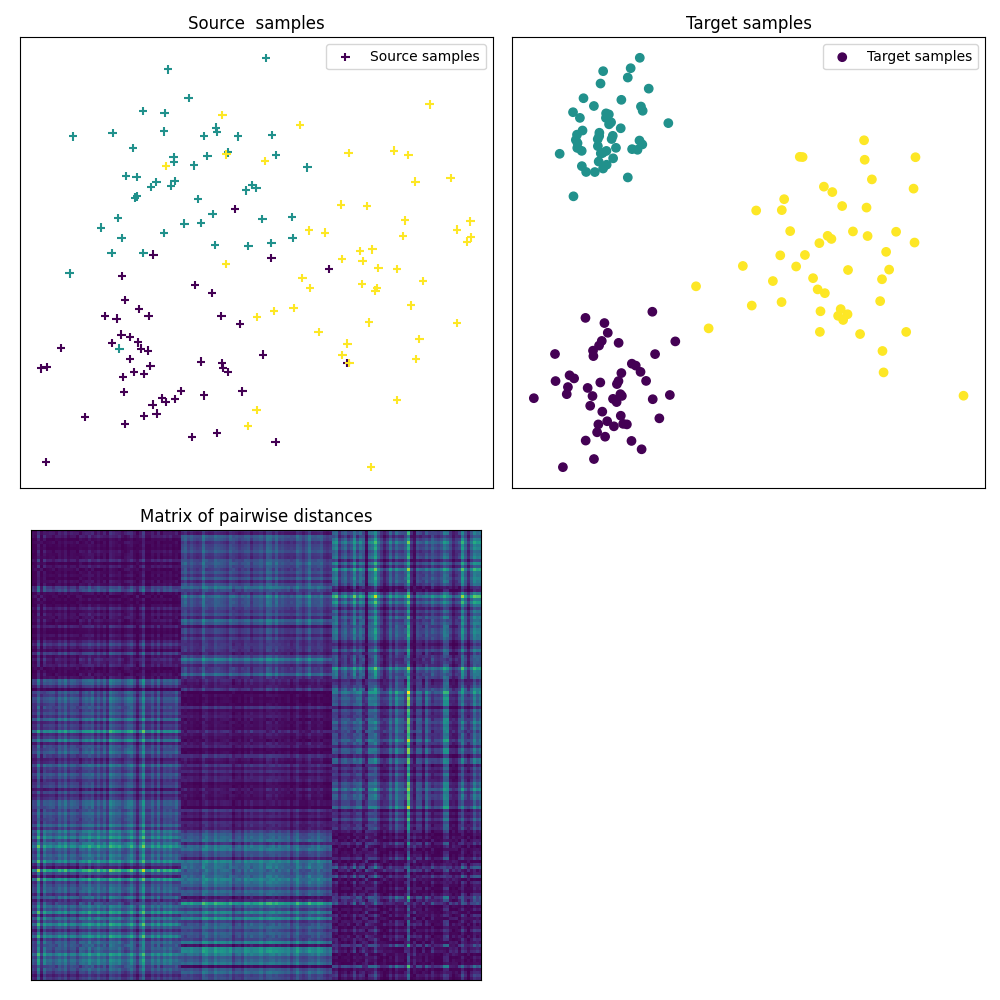 Source  samples
Source samples
Target samples
Target samples
Matrix of pairwise distances